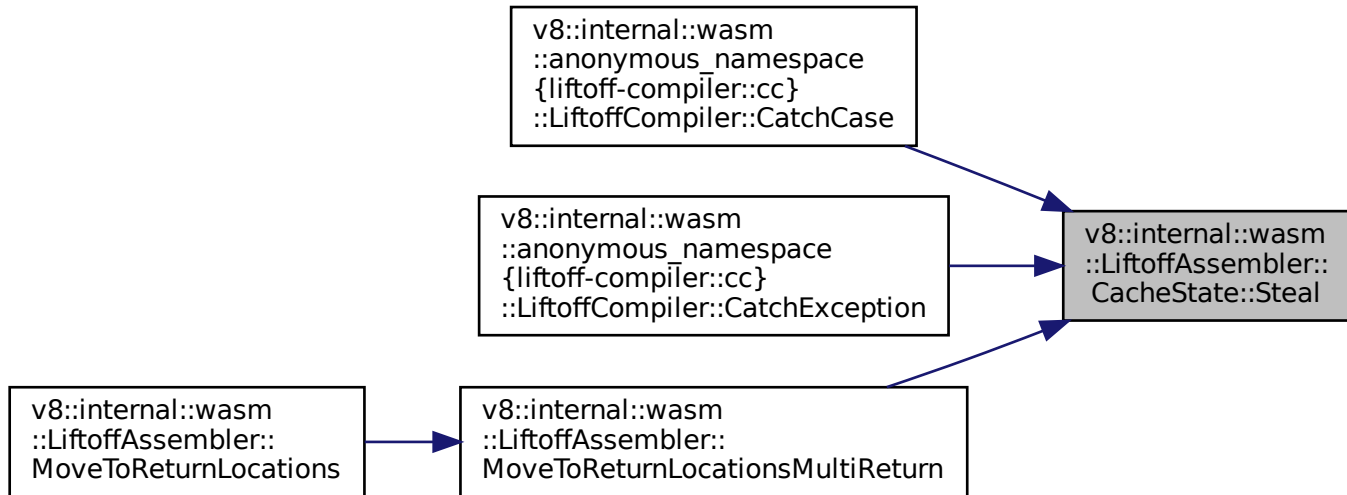 v8::internal::wasm
::anonymous_namespace
{liftoff-compiler::cc}
::LiftoffCompiler::CatchCase
v8::internal::wasm
::anonymous_namespace
{liftoff-compiler::cc}
::LiftoffCompiler::CatchException
v8::internal::wasm
::LiftoffAssembler::
CacheState::Steal
v8::internal::wasm
::LiftoffAssembler::
MoveToReturnLocations
v8::internal::wasm
::LiftoffAssembler::
MoveToReturnLocationsMultiReturn